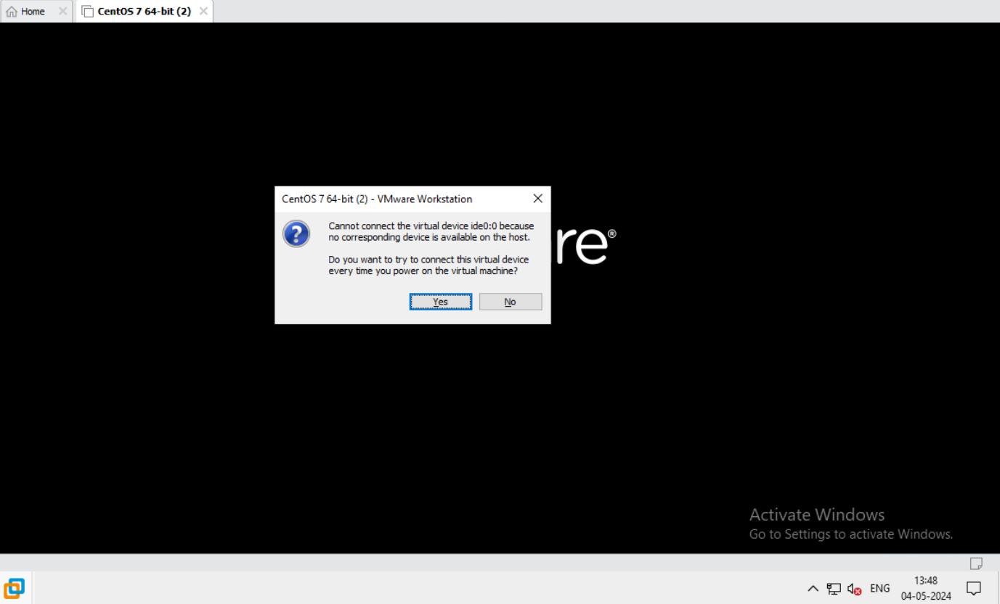 Home
CentOS 7 64-bit (2)
CentOS 7 64-bit (2) - VMware Workstation
Cannot connect the virtual device ide0:0 because
no corresponding device is available on the host.
Do you want to try to connect this virtual device
every time you power on the virtual machine?
Yes
No
re®
Activate Windows
Go to Settings to activate Windows.
ENG
13:48
04-05-2024